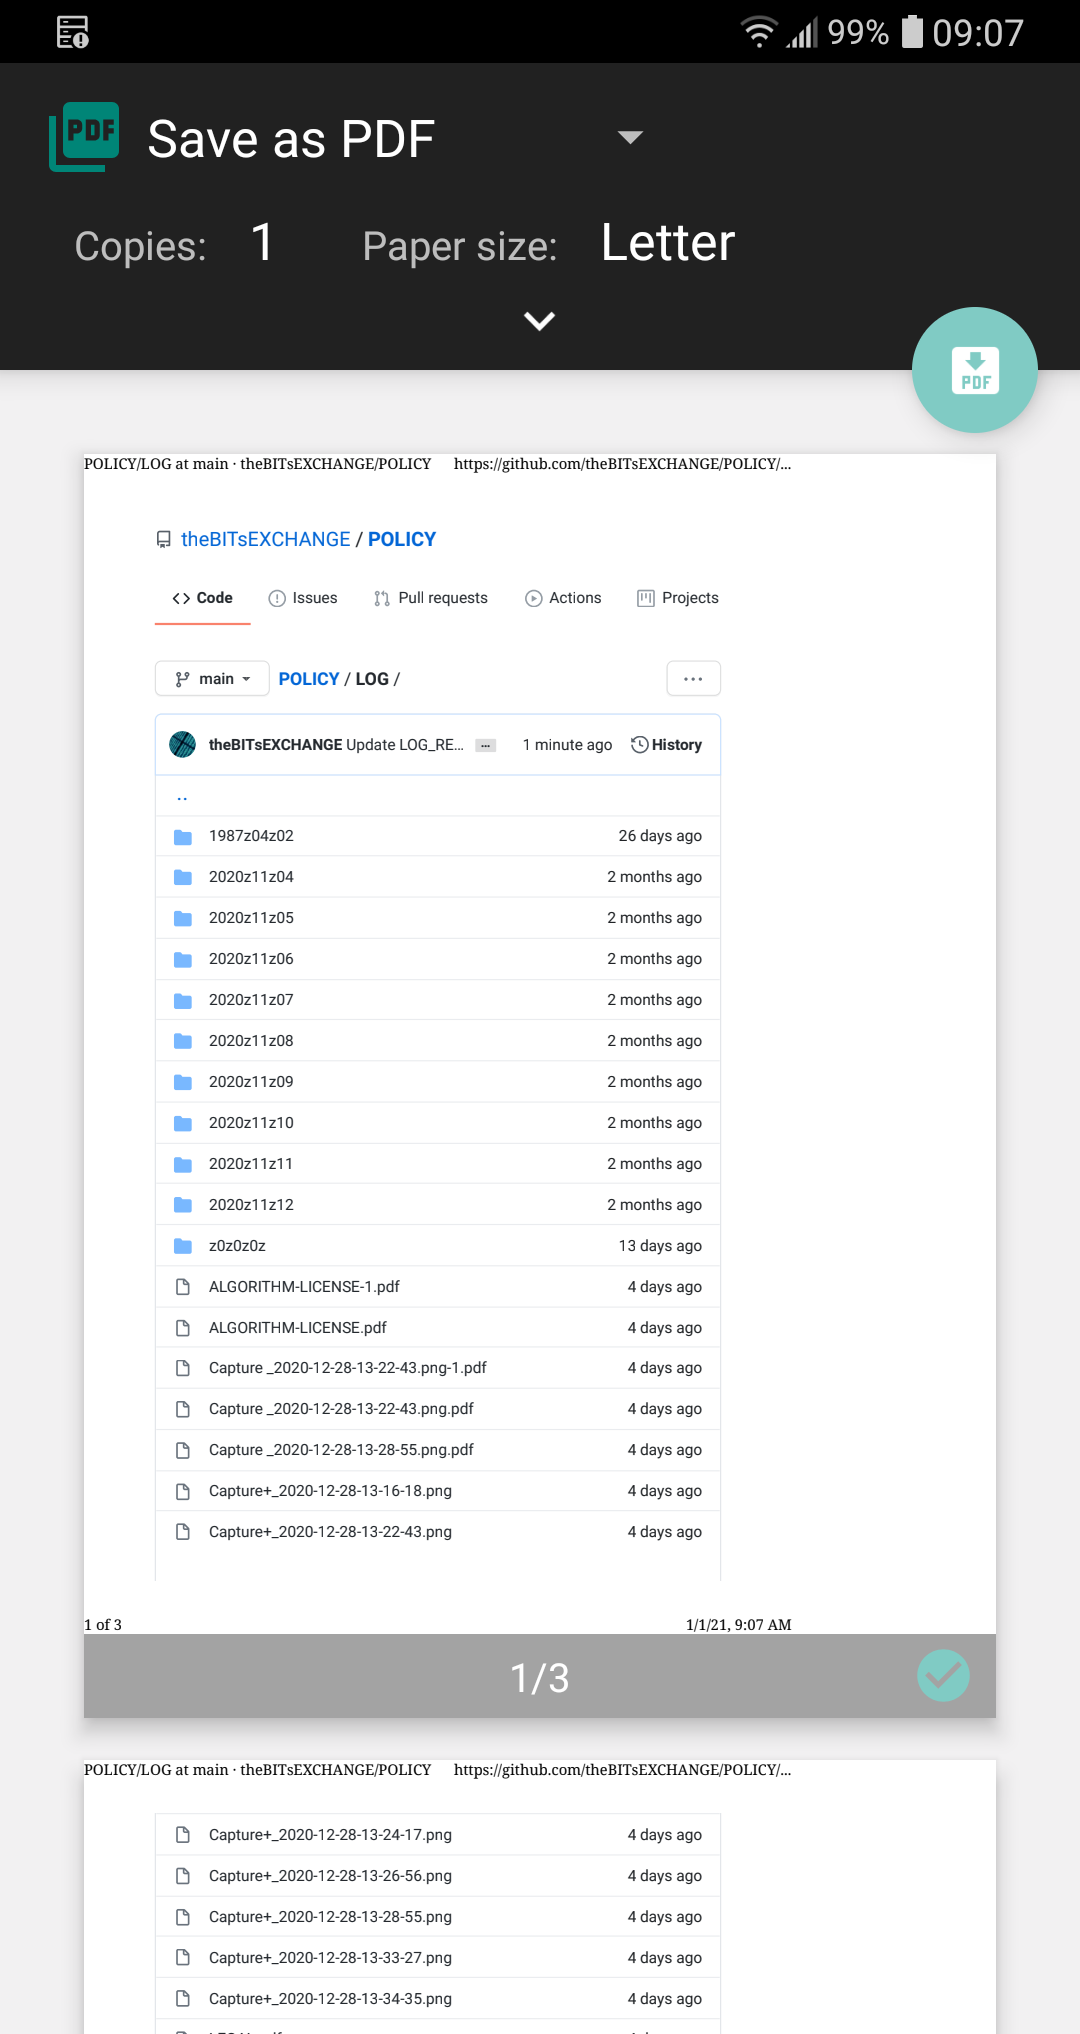 99% 09:07
PDF Save as PDF
Copies: 1 Paper size: Letter
PDF
POLICY/LOG at main · theBITsEXCHANGE/POLICY https://github.com/theBITsEXCHANGE/POLICY/...
theBITsEXCHANGE / POLICY
Code Issues Pull requests Actions Projects
main POLICY / LOG / ...
theBITsEXCHANGE Update LOG_RE... ... 1 minute ago History
..
1987z04z02 26 days ago
2020z11z04 2 months ago
2020z11z05 2 months ago
2020z11z06 2 months ago
2020z11z07 2 months ago
2020z11z08 2 months ago
2020z11z09 2 months ago
2020z11z10 2 months ago
2020z11z11 2 months ago
2020z11z12 2 months ago
z0z0z0z 13 days ago
ALGORITHM-LICENSE-1.pdf 4 days ago
ALGORITHM-LICENSE.pdf 4 days ago
Capture _2020-12-28-13-22-43.png-1.pdf 4 days ago
Capture _2020-12-28-13-22-43.png.pdf 4 days ago
Capture _2020-12-28-13-28-55.png.pdf 4 days ago
Capture+_2020-12-28-13-16-18.png 4 days ago
Capture+_2020-12-28-13-22-43.png 4 days ago
1 of 3 1/1/21, 9:07 AM
1/3
POLICY/LOG at main · theBITsEXCHANGE/POLICY https://github.com/theBITsEXCHANGE/POLICY/...
Capture+_2020-12-28-13-24-17.png 4 days ago
Capture+_2020-12-28-13-26-56.png 4 days ago
Capture+_2020-12-28-13-28-55.png 4 days ago
Capture+_2020-12-28-13-33-27.png 4 days ago
Capture+_2020-12-28-13-34-35.png 4 days ago